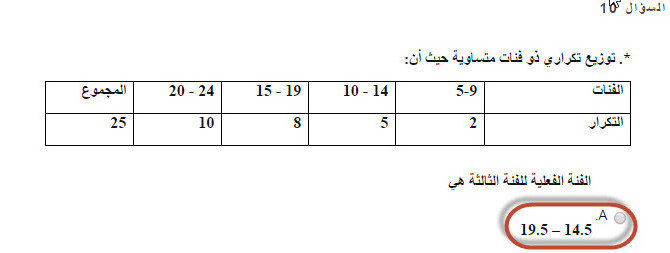 السؤال 10
*. توزيع تكراري ذو فئات متساوية حيث أن:
الفئات 5-9 10 - 14 15 - 19 20 - 24 المجموع
التكرار 2 5 8 10 25
الفئة الفعلية للفئة الثالثة هي
A.
19.5 – 14.5